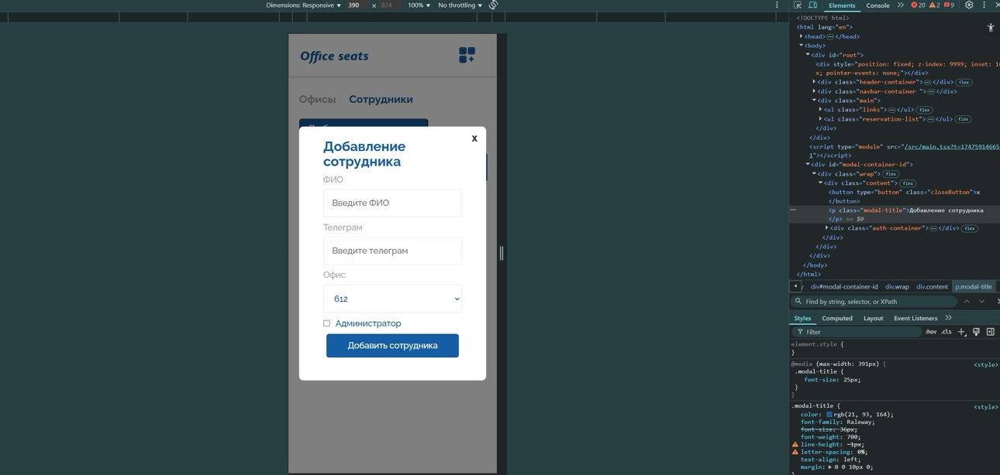 Dimensions: Responsive ▼ 390 × 824 100% ▼ No throttling ▼
Elements Console 20 2 9
<!DOCTYPE html>
<html lang="en">
<head>⋯</head>
<body>
<div id="root">
<div style="position: fixed; z-index: 9999; inset: 1
x; pointer-events: none;"></div>
<div class="header-container">⋯</div> flex
<div class="navbar-container ">⋯</div>
<div class="main">
<ul class="links">⋯</ul> flex
<ul class="reservation-list">⋯</ul> flex
</div>
</div>
<script type="module" src="/src/main.tsx?t=17475914665
1"></script>
<div id="modal-container-id">
<div class="wrap"> flex
<div class="content"> flex
<button type="button" class="closeButton">x
</button>
<p class="modal-title">Добавление сотрудника
</p> == $0
<div class="auth-container">⋯</div> flex
</div>
</div>
</div>
</body>
</html>
div#modal-container-id div.wrap div.content p.modal-title
Find by string, selector, or XPath
Styles Computed Layout Event Listeners
Filter :hov .cls
element.style {
}
@media (max-width: 391px) { <style>
.modal-title {
font-size: 25px;
}
}
.modal-title { <style>
color: rgb(21, 93, 164);
font-family: Raleway;
font-size: 36px;
font-weight: 700;
line-height: -1px;
letter-spacing: 0%;
text-align: left;
margin: 0 0 10px 0;
Office seats
Офисы Сотрудники
x
Добавление
сотрудника
ФИО
Введите ФИО
Телеграм
Введите телеграм
Офис
612
Администратор
Добавить сотрудника